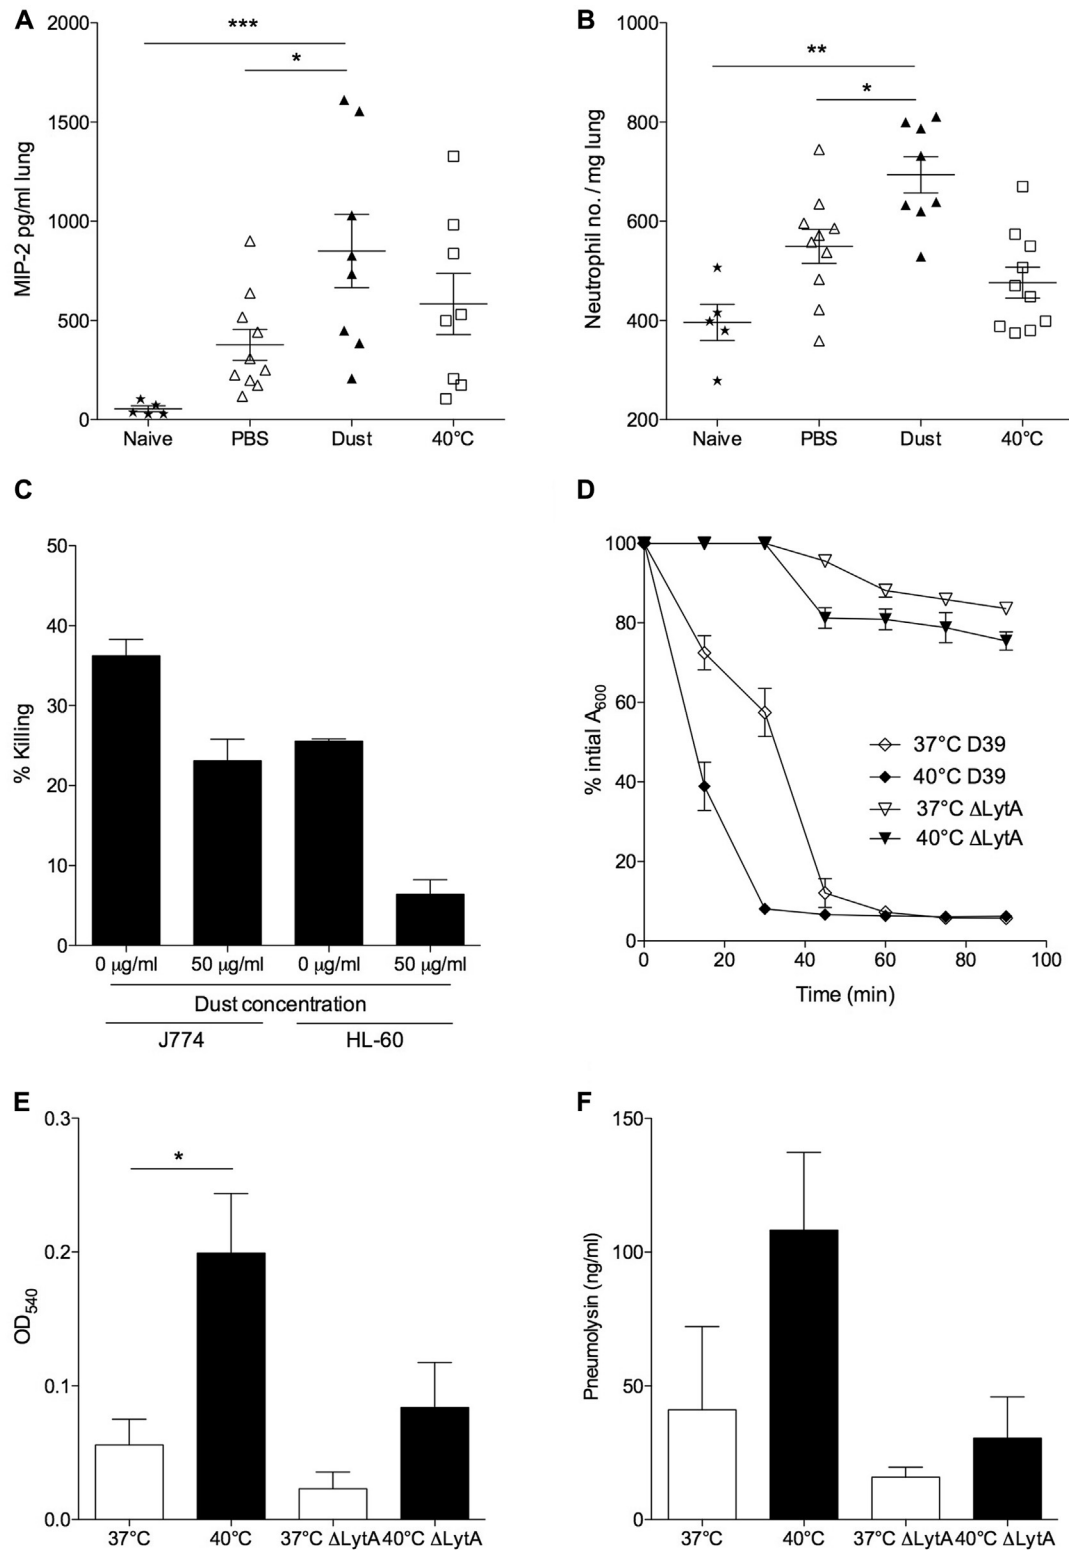 A
2000
1500
1000
500
0
MIP-2 pg/ml lung
***
*
Naive PBS Dust 40°C
B
1000
800
600
400
200
Neutrophil no. / mg lung
**
*
Naive PBS Dust 40°C
C
50
40
30
20
10
0
% Killing
0 μg/ml 50 μg/ml 0 μg/ml 50 μg/ml
Dust concentration
J774 HL-60
D
100
80
60
40
20
0
% intial A600
37°C D39
40°C D39
37°C ΔLytA
40°C ΔLytA
0 20 40 60 80 100
Time (min)
E
0.3
0.2
0.1
0.0
OD540
*
37°C 40°C 37°C ΔLytA 40°C ΔLytA
F
150
100
50
0
Pneumolysin (ng/ml)
37°C 40°C 37°C ΔLytA 40°C ΔLytA